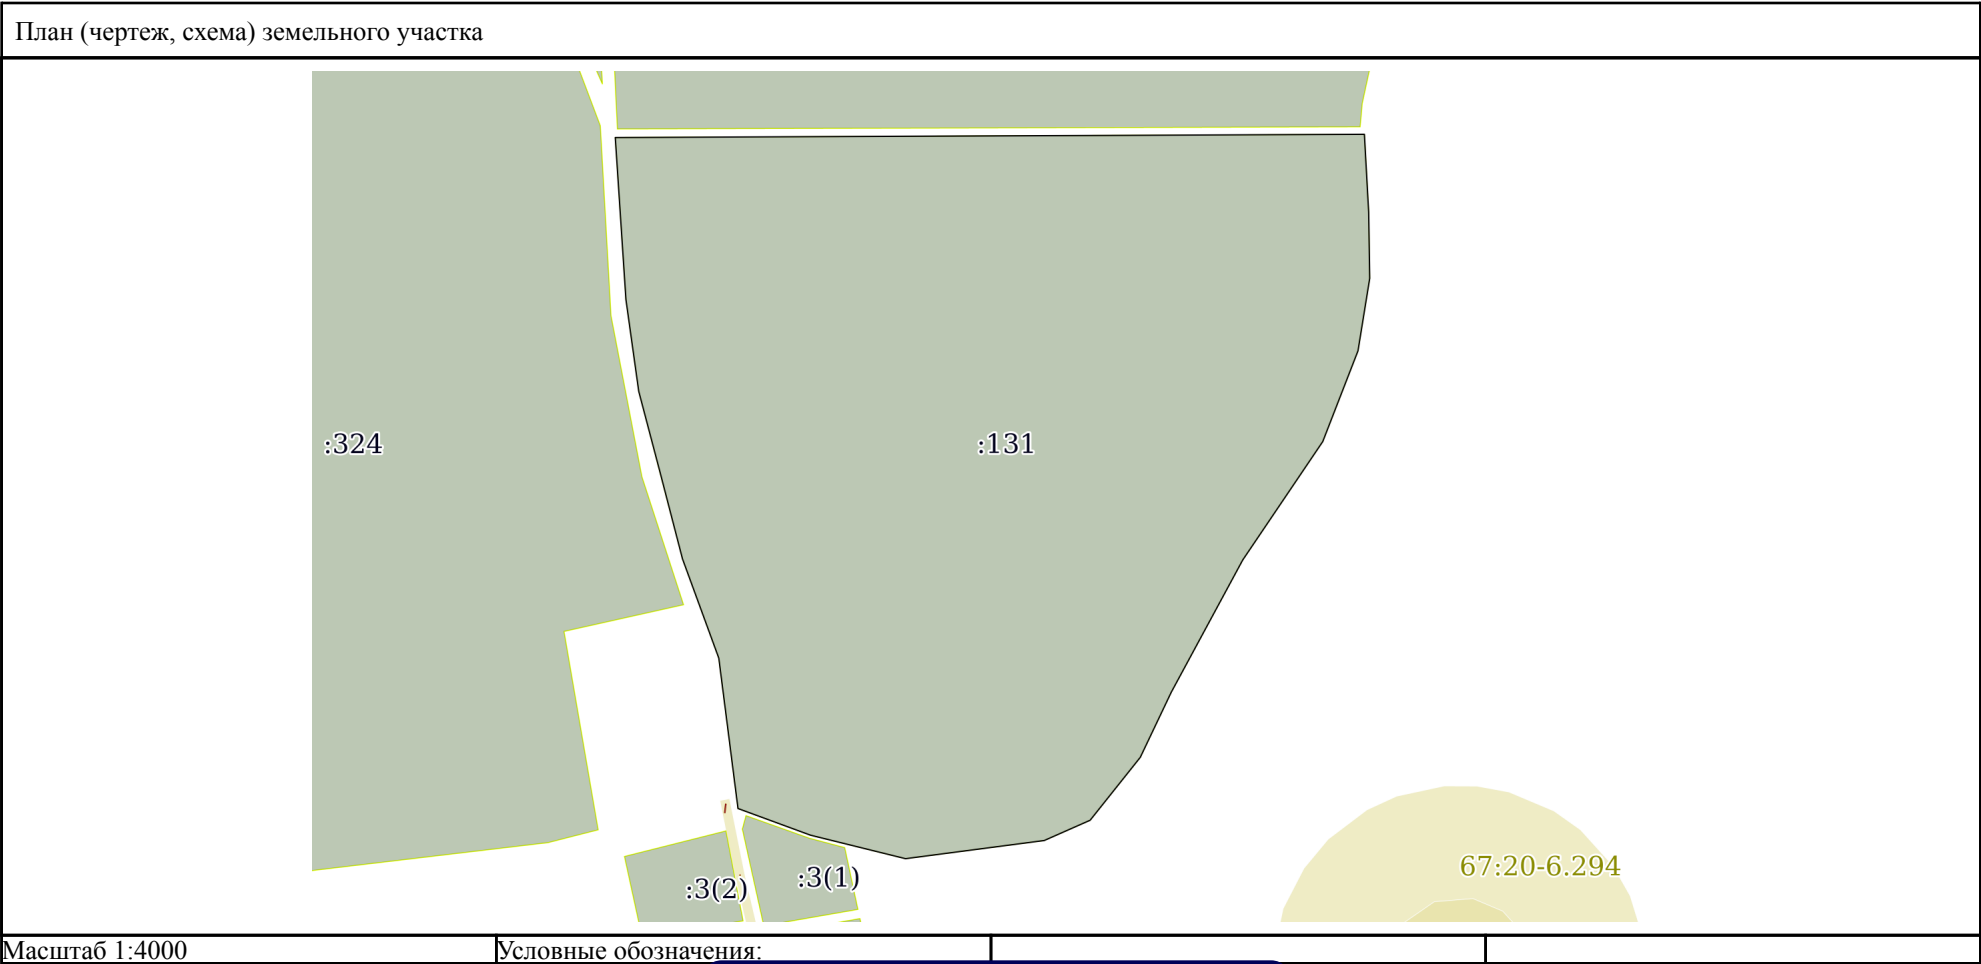 План (чертеж, схема) земельного участка
:324
:131
67:20-6.294
:3(1)
:3(2)
Масштаб 1:4000
Условные обозначения: